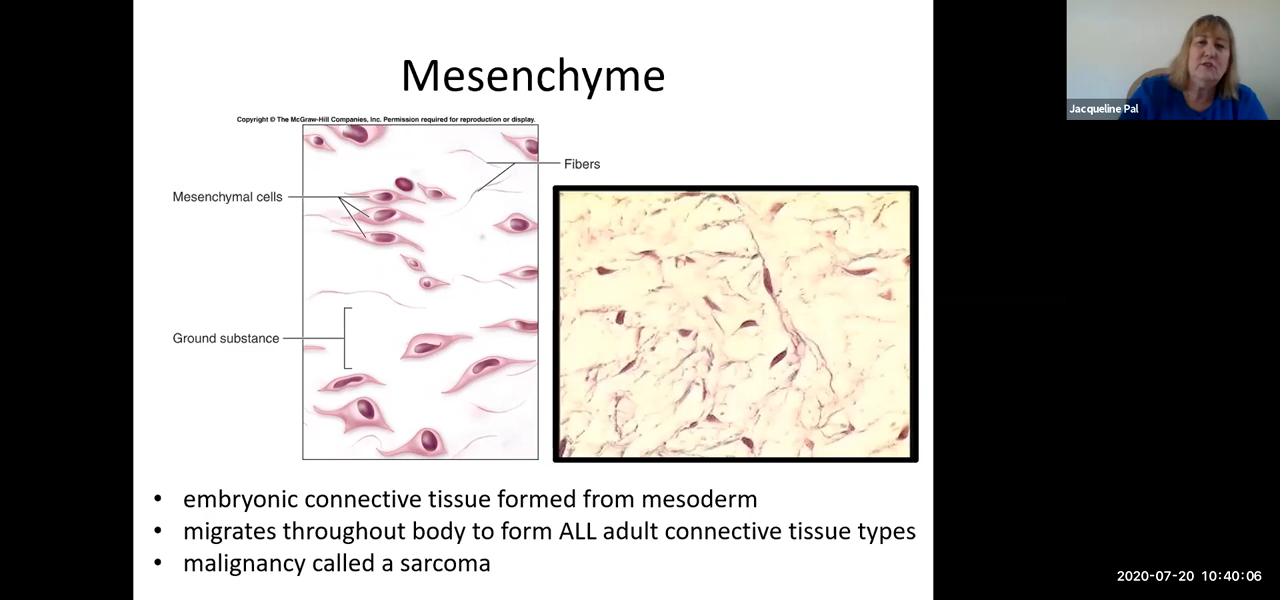 Mesenchyme
Copyright © The McGraw-Hill Companies, Inc. Permission required for reproduction or display.
Fibers
Mesenchymal cells
Ground substance
• embryonic connective tissue formed from mesoderm
• migrates throughout body to form ALL adult connective tissue types
• malignancy called a sarcoma
Jacqueline Pal
2020-07-20 10:40:06